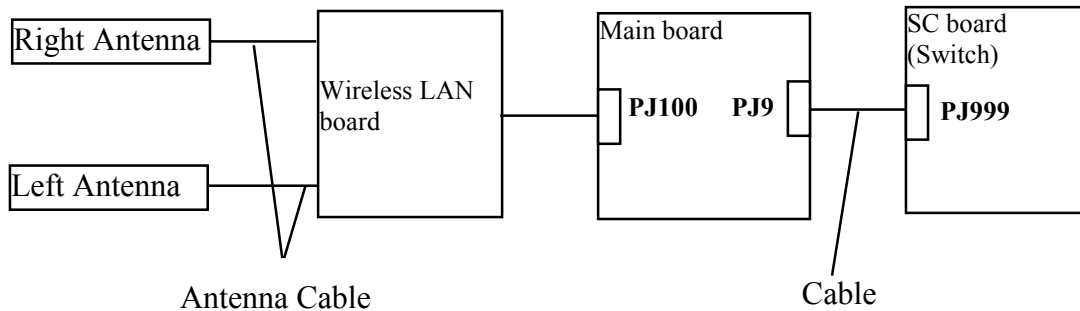 Right Antenna
Left Antenna
Wireless LAN
board
Main board
PJ100
PJ9
SC board
(Switch)
PJ999
Antenna Cable
Cable